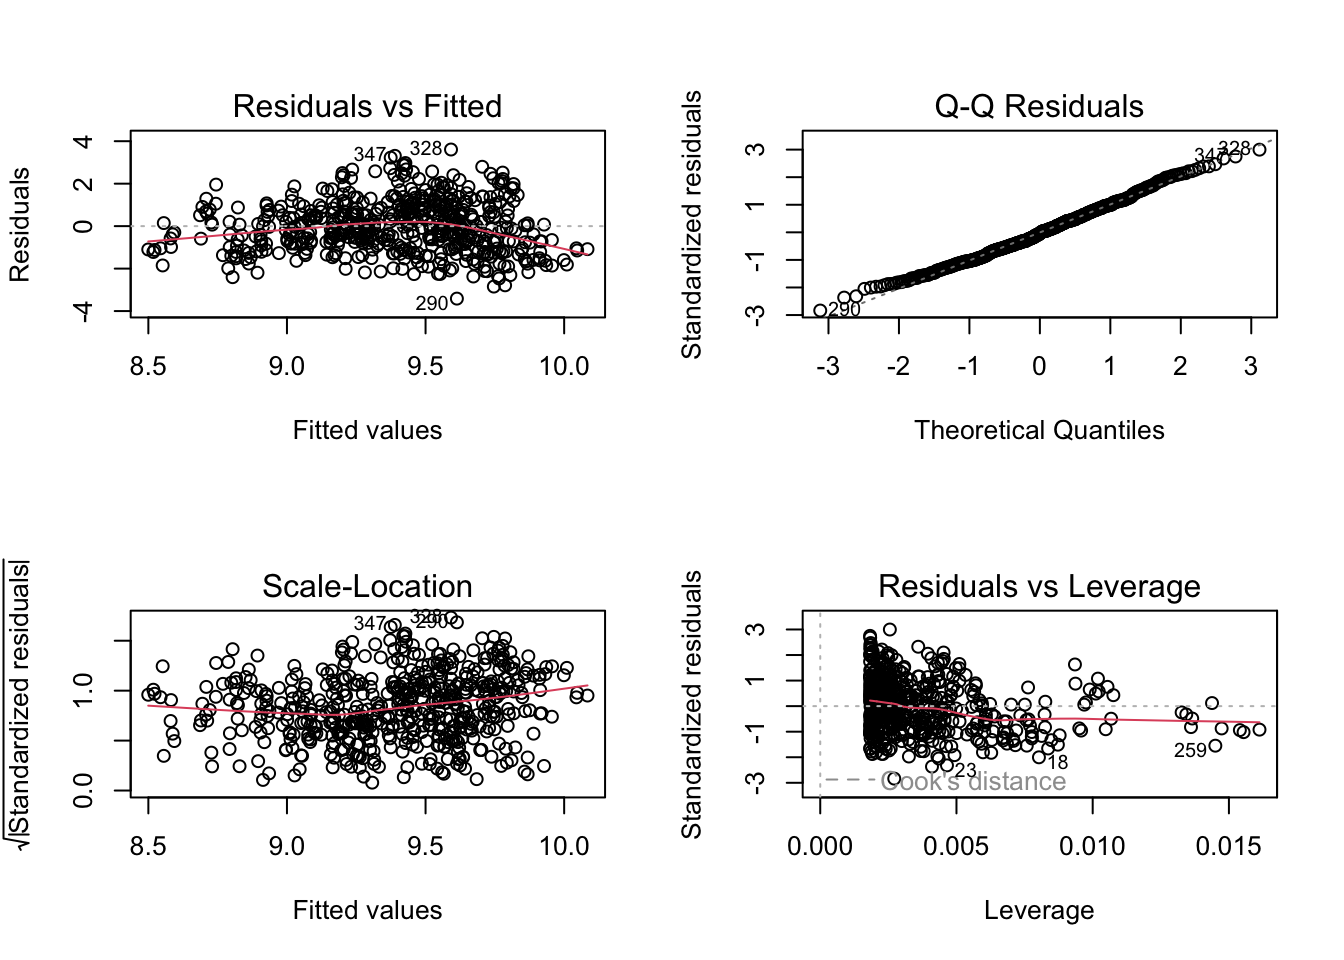 Residuals vs Fitted
Residuals
4
2
0
-4
347
328
290
8.5 9.0 9.5 10.0
Fitted values
Q-Q Residuals
Standardized residuals
3
1
-1
-3
347
328
290
-3 -2 -1 0 1 2 3
Theoretical Quantiles
Scale-Location
√|Standardized residuals|
1.0
0.0
347
328
290
8.5 9.0 9.5 10.0
Fitted values
Residuals vs Leverage
Standardized residuals
3
1
-1
-3
259
18
23
Cook's distance
0.000 0.005 0.010 0.015
Leverage